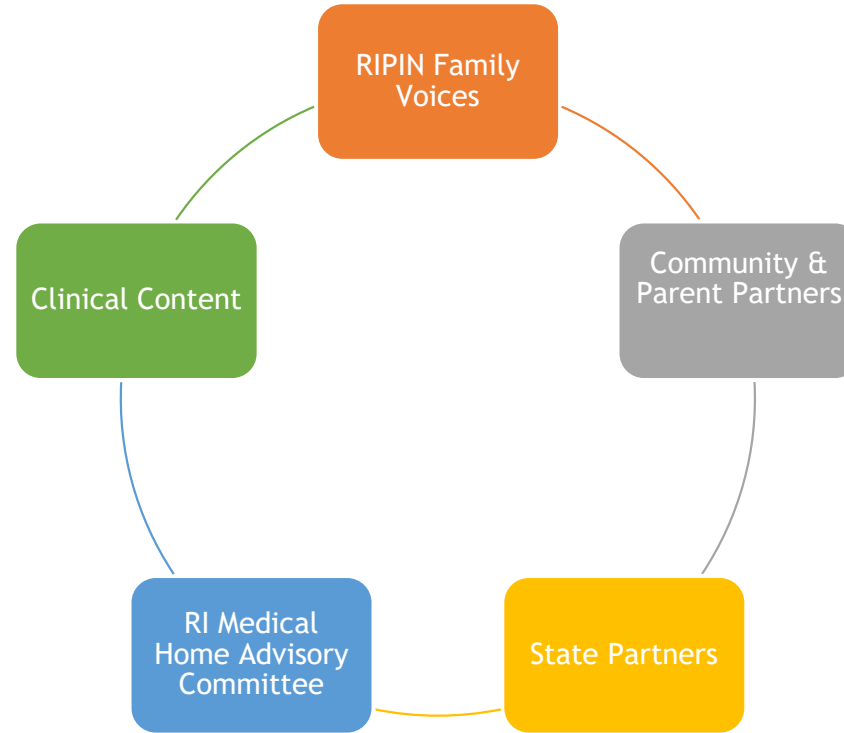 RIPIN Family
Voices
Community &
Parent Partners
State Partners
RI Medical
Home Advisory
Committee
Clinical Content